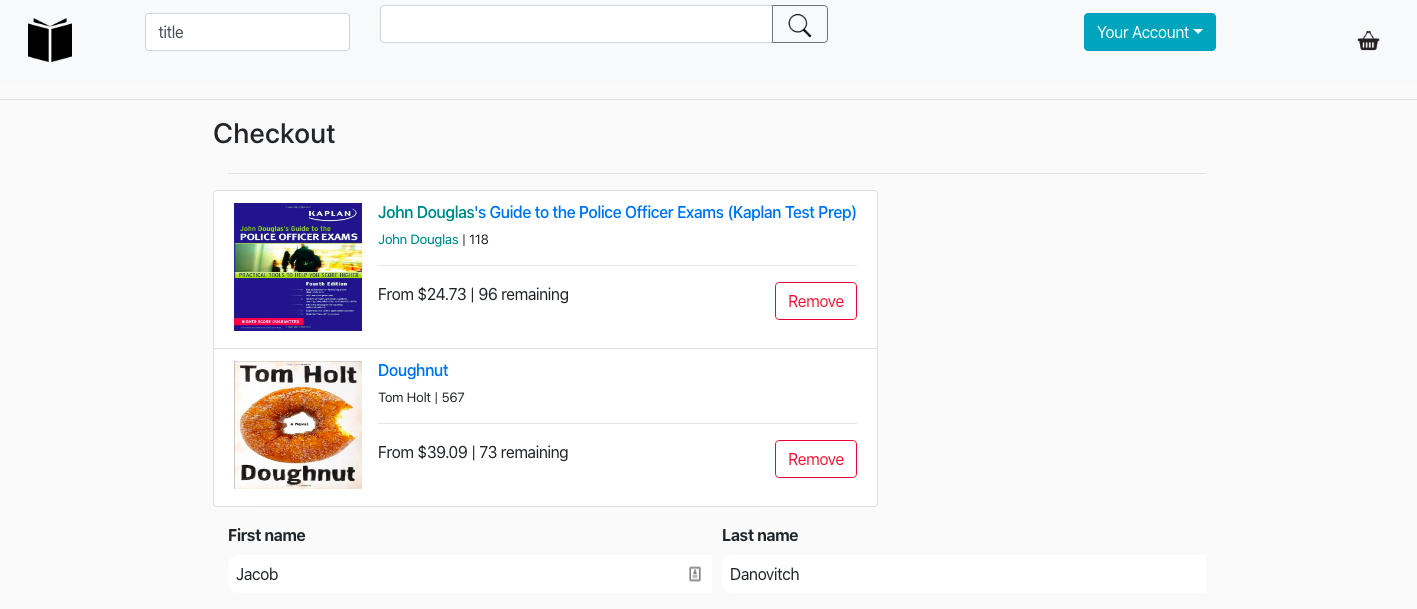 title
Your Account
Checkout
KAPLAN
John Douglas's Guide to the
POLICE OFFICER EXAMS
PRACTICAL TOOLS TO HELP YOU SCORE HIGHER
Fourth Edition
HIGHER SCORE GUARANTEED
John Douglas's Guide to the Police Officer Exams (Kaplan Test Prep)
John Douglas | 118
From $24.73 | 96 remaining
Remove
Tom Holt
a Novel
Doughnut
Doughnut
Tom Holt | 567
From $39.09 | 73 remaining
Remove
First name
Last name
Jacob
Danovitch